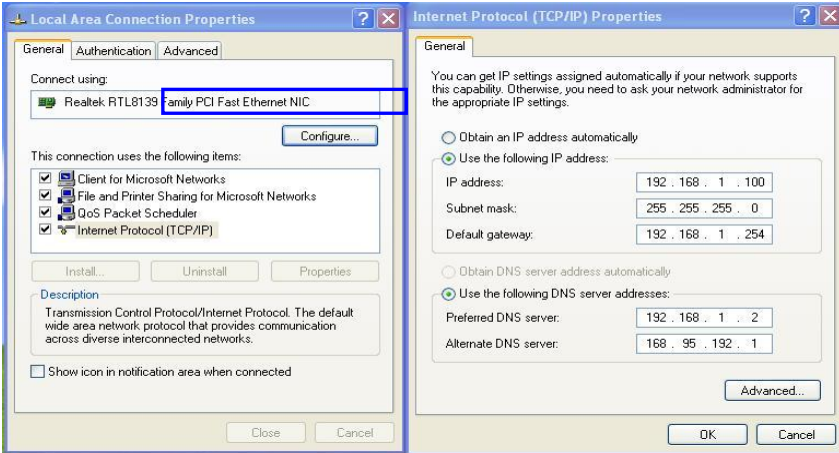 Local Area Connection Properties
General Authentication Advanced
Connect using:
Realtek RTL8139 Family PCI Fast Ethernet NIC
Configure...
This connection uses the following items:
Client for Microsoft Networks
File and Printer Sharing for Microsoft Networks
QoS Packet Scheduler
Internet Protocol (TCP/IP)
Install... Uninstall Properties
Description
Transmission Control Protocol/Internet Protocol. The default
wide area network protocol that provides communication
across diverse interconnected networks.
Show icon in notification area when connected
Close Cancel
Internet Protocol (TCP/IP) Properties
General
You can get IP settings assigned automatically if your network supports
this capability. Otherwise, you need to ask your network administrator for
the appropriate IP settings.
Obtain an IP address automatically
Use the following IP address:
IP address: 192 . 168 . 1 . 100
Subnet mask: 255 . 255 . 255 . 0
Default gateway: 192 . 168 . 1 . 254
Obtain DNS server address automatically
Use the following DNS server addresses:
Preferred DNS server: 192 . 168 . 1 . 2
Alternate DNS server: 168 . 95 . 192 . 1
Advanced...
OK Cancel